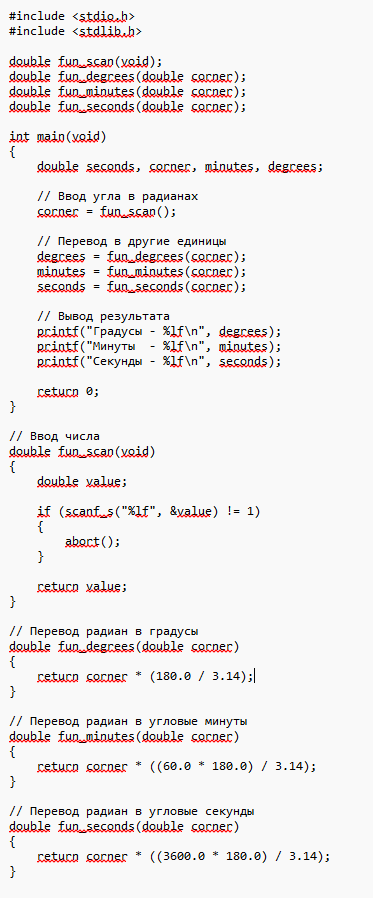 #include <stdio.h>
#include <stdlib.h>

double fun_scan(void);
double fun_degrees(double corner);
double fun_minutes(double corner);
double fun_seconds(double corner);

int main(void)
{
    double seconds, corner, minutes, degrees;

    // Ввод угла в радианах
    corner = fun_scan();

    // Перевод в другие единицы
    degrees = fun_degrees(corner);
    minutes = fun_minutes(corner);
    seconds = fun_seconds(corner);

    // Вывод результата
    printf("Градусы - %lf\n", degrees);
    printf("Минуты  - %lf\n", minutes);
    printf("Секунды - %lf\n", seconds);

    return 0;
}

// Ввод числа
double fun_scan(void)
{
    double value;

    if (scanf_s("%lf", &value) != 1)
    {
        abort();
    }

    return value;
}

// Перевод радиан в градусы
double fun_degrees(double corner)
{
    return corner * (180.0 / 3.14);
}

// Перевод радиан в угловые минуты
double fun_minutes(double corner)
{
    return corner * ((60.0 * 180.0) / 3.14);
}

// Перевод радиан в угловые секунды
double fun_seconds(double corner)
{
    return corner * ((3600.0 * 180.0) / 3.14);
}